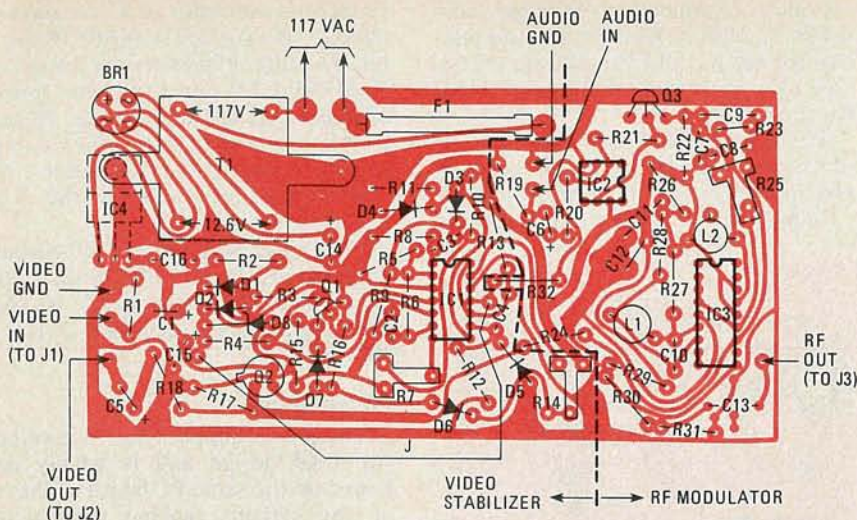 117 VAC
AUDIO
GND
AUDIO
IN
BR1
117V
F1
Q3
C9
R21
R22
C7
R23
C8
T1
R11
D3
R19
IC2
R26
R25
IC4
D4
R10
C6
R20
C11
12.6V
R8
C3
R13
C12
R28
L2
C14
R5
C16
R2
VIDEO
GND
D1
R3
Q1
R9
R6
IC1
R32
R27
IC3
R1
D2
C2
C4
VIDEO
IN
(TO J1)
C1
D8
L1
R4
R15
R16
R24
C10
RF
OUT
(TO J3)
C15
Q2
R12
D5
R29
R18
D7
R7
R14
R30
C5
R17
D6
C13
R31
J
VIDEO
OUT
(TO J2)
VIDEO
STABILIZER
RF MODULATOR